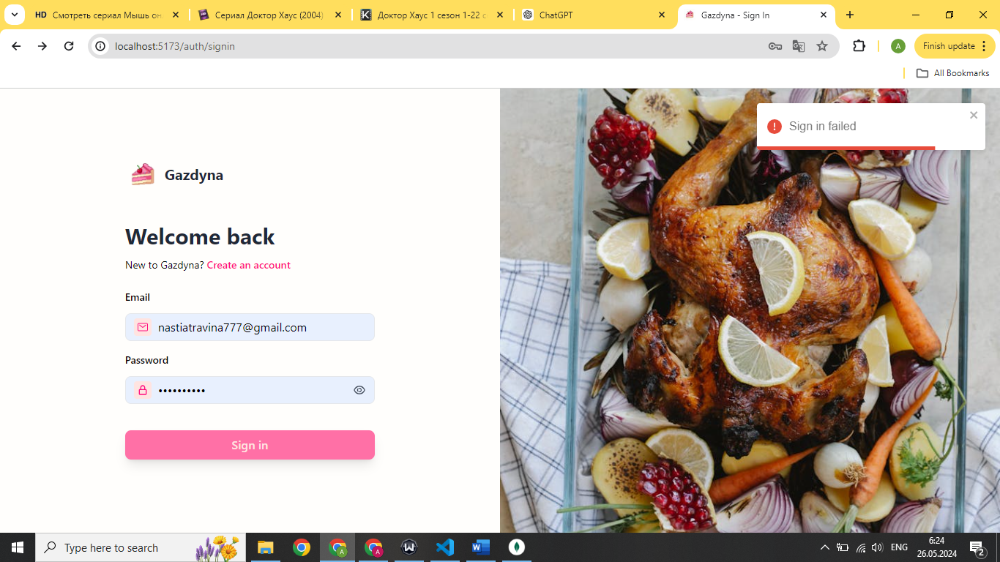 HD Смотреть сериал Мышь он
Сериал Доктор Хаус (2004)
K Доктор Хаус 1 сезон 1-22 с
ChatGPT
Gazdyna - Sign In
localhost:5173/auth/signin
A
Finish update
All Bookmarks
Sign in failed
Gazdyna
Welcome back
New to Gazdyna? Create an account
Email
nastiatravina777@gmail.com
Password
••••••••••
Sign in
Type here to search
ENG
6:24
26.05.2024
2